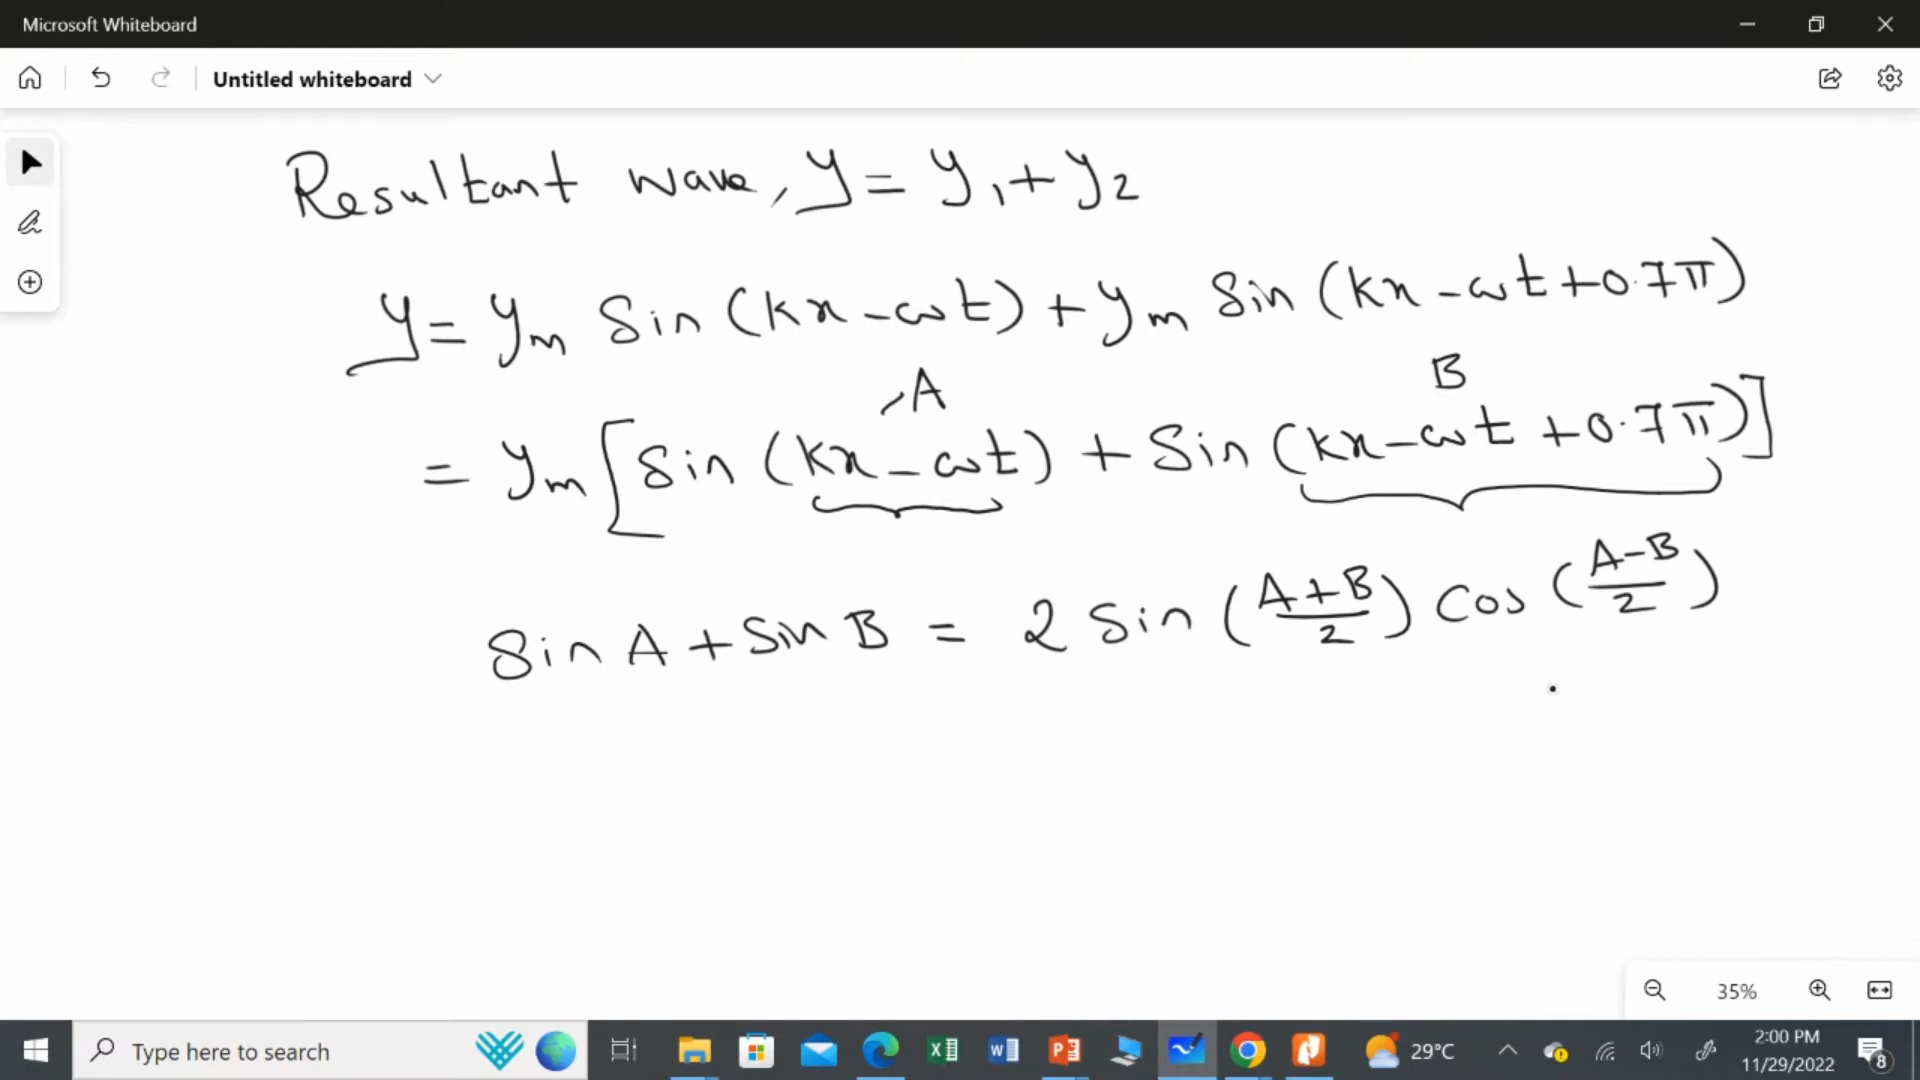 Microsoft Whiteboard
Untitled whiteboard
Resultant wave, y = y₁ + y₂
y = yₘ sin (kx - ωt) + yₘ sin (kx - ωt + 0.7π)
A B
= yₘ [sin (kx - ωt) + sin (kx - ωt + 0.7π)]
sin A + sin B = 2 sin ((A+B)/2) cos ((A-B)/2)
35%
Type here to search
29°C
2:00 PM
11/29/2022
8